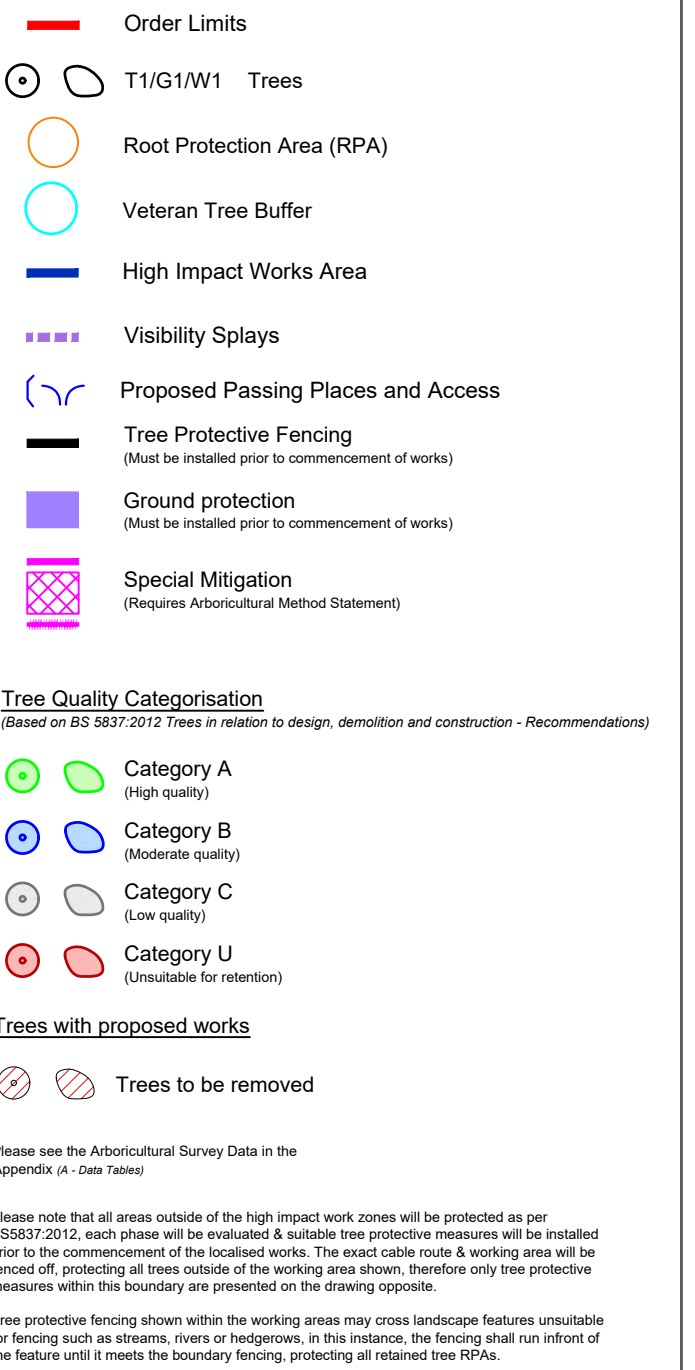 Order Limits
T1/G1/W1 Trees
Root Protection Area (RPA)
Veteran Tree Buffer
High Impact Works Area
Visibility Splays
Proposed Passing Places and Access
Tree Protective Fencing
(Must be installed prior to commencement of works)
Ground protection
(Must be installed prior to commencement of works)
Special Mitigation
(Requires Arboricultural Method Statement)
Tree Quality Categorisation
(Based on BS 5837:2012 Trees in relation to design, demolition and construction - Recommendations)
Category A
(High quality)
Category B
(Moderate quality)
Category C
(Low quality)
Category U
(Unsuitable for retention)
Trees with proposed works
Trees to be removed
Please see the Arboricultural Survey Data in the
Appendix (A - Data Tables)
lease note that all areas outside of the high impact work zones will be protected as per
S5837:2012, each phase will be evaluated & suitable tree protective measures will be installed
rior to the commencement of the localised works. The exact cable route & working area will be
enced off, protecting all trees outside of the working area shown, therefore only tree protective
easures within this boundary are presented on the drawing opposite.
ree protective fencing shown within the working areas may cross landscape features unsuitable
or fencing such as streams, rivers or hedgerows, in this instance, the fencing shall run infront of
he feature until it meets the boundary fencing, protecting all retained tree RPAs.